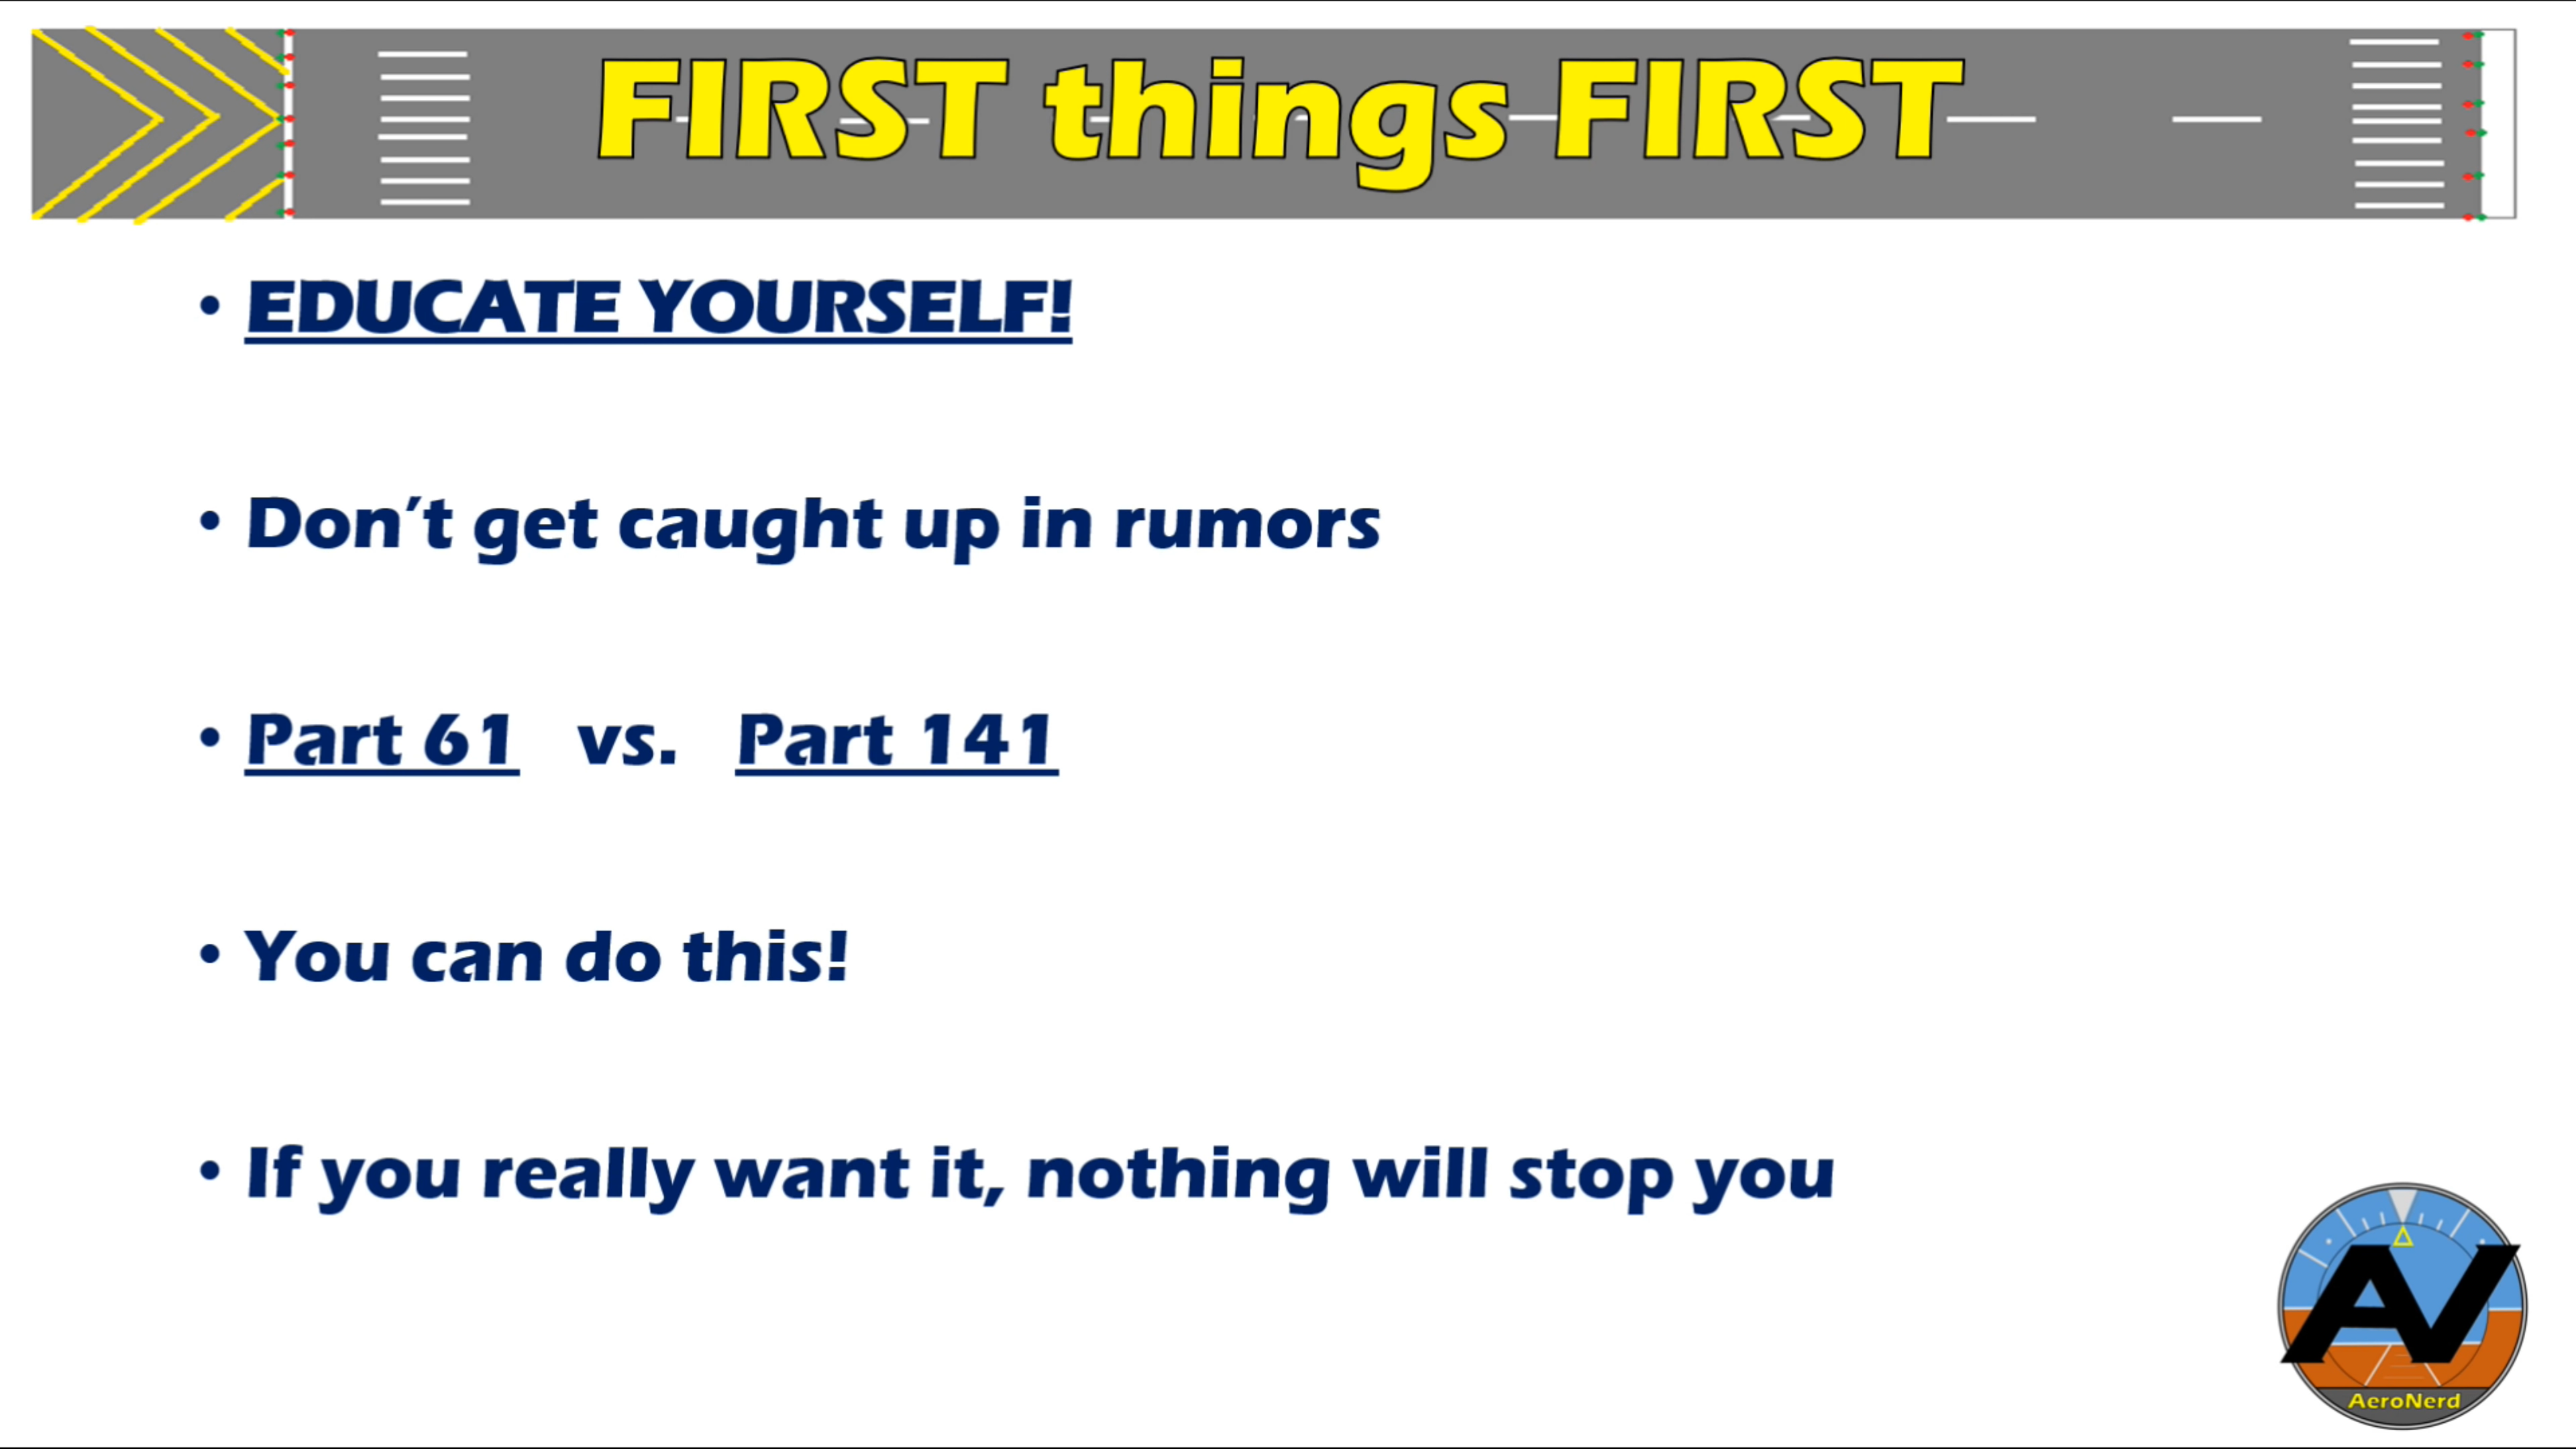 FIRST things FIRST
• EDUCATE YOURSELF!
• Don’t get caught up in rumors
• Part 61 vs. Part 141
• You can do this!
• If you really want it, nothing will stop you
AV
AeroNerd